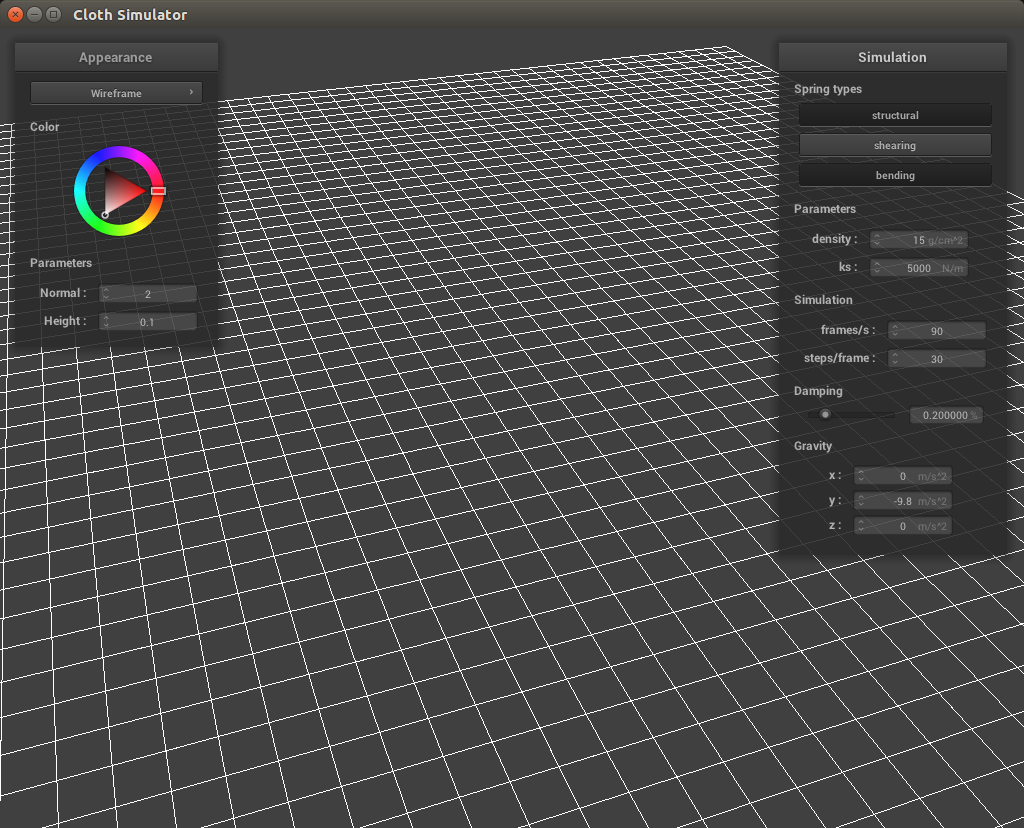 Cloth Simulator
Appearance
Wireframe
Color
Parameters
Normal : 2
Height : 0.1
Simulation
Spring types
structural
shearing
bending
Parameters
density : 15 g/cm^2
ks : 5000 N/m
Simulation
frames/s : 90
steps/frame : 30
Damping
0.200000 %
Gravity
x : 0 m/s^2
y : -9.8 m/s^2
z : 0 m/s^2